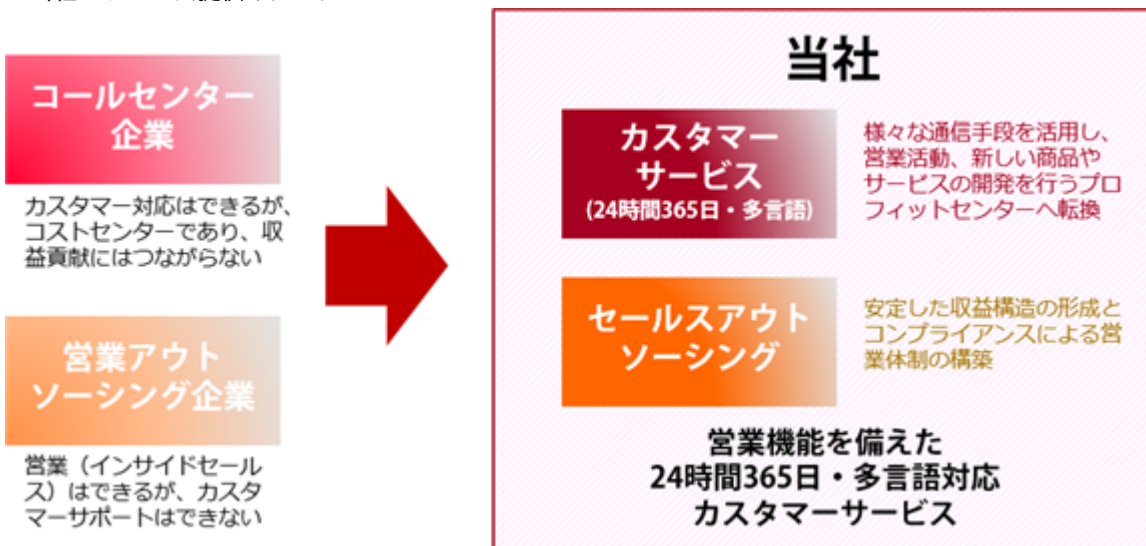 コールセンター
企業
カスタマー対応はできるが、
コストセンターであり、収
益貢献にはつながらない
営業アウト
ソーシング企業
営業（インサイドセール
ス）はできるが、カスタ
マーサポートはできない
当社
カスタマー
サービス
(24時間365日・多言語)
様々な通信手段を活用し、
営業活動、新しい商品や
サービスの開発を行うプロ
フィットセンターへ転換
セールスアウト
ソーシング
安定した収益構造の形成と
コンプライアンスによる営
業体制の構築
営業機能を備えた
24時間365日・多言語対応
カスタマーサービス